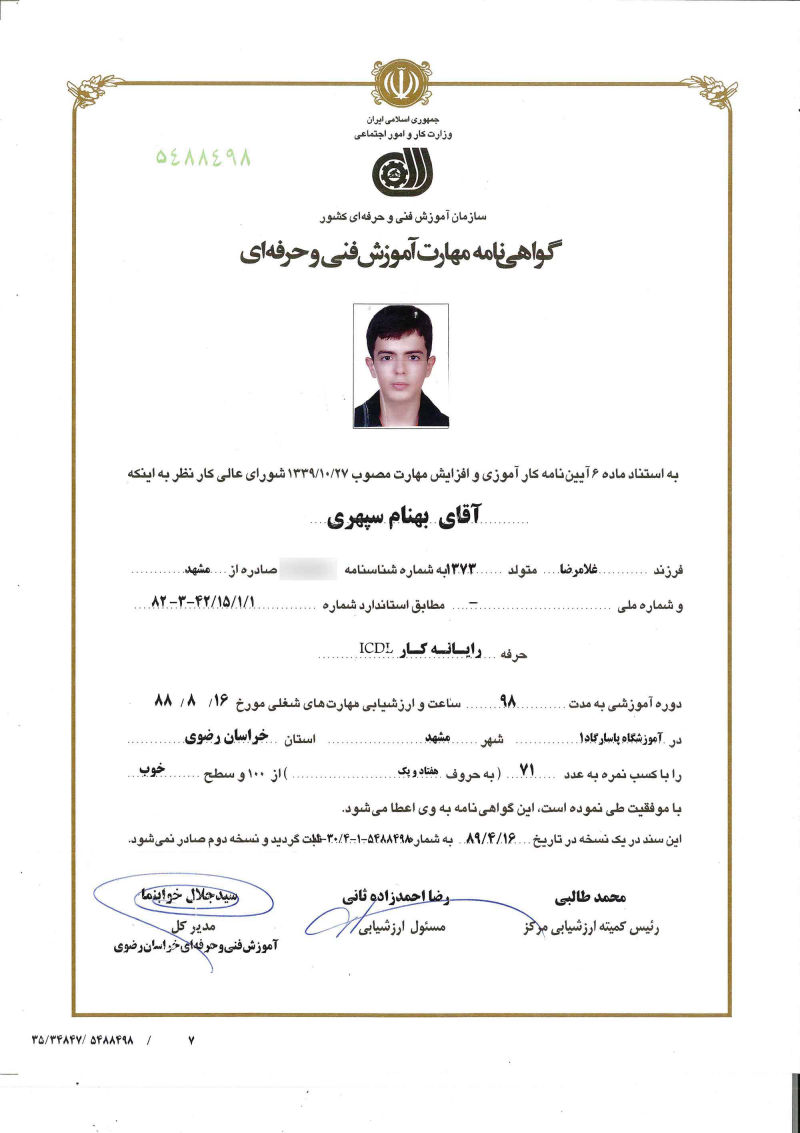 جمهوری اسلامی ایران
وزارت کار و امور اجتماعی
۵۴۸۸۴۹۸
سازمان آموزش فنی و حرفه‌ای کشور
گواهی‌نامه مهارت آموزش فنی و حرفه‌ای
به استناد ماده ۶ آیین‌نامه کارآموزی و افزایش مهارت مصوب ۱۳۳۹/۱۰/۲۷ شورای عالی کار نظر به اینکه
آقای بهنام سپهری
فرزند غلامرضا متولد ۱۳۷۳ به شماره شناسنامه صادره از مشهد
و شماره ملی – مطابق استاندارد شماره ۸۲-۳-۴۲/۱۵/۱/۱
حرفه رایـانـه کـار ICDL
دوره آموزشی به مدت ۹۸ ساعت و ارزشیابی مهارت‌های شغلی مورخ ۱۶/ ۸ /۸۸
در آموزشگاه پاسارگاد۱ شهر مشهد استان خراسان رضوی
را با کسب نمره به عدد ۷۱ (به حروف هفتاد و یک) از ۱۰۰ و سطح خوب
با موفقیت طی نموده است، این گواهی‌نامه به وی اعطا می‌شود.
این سند در یک نسخه در تاریخ ۸۹/۴/۱۶ به شماره ۵۴۸۸۴۹۸-۱-۳۰/۴ ثبت گردید و نسخه دوم صادر نمی‌شود.
محمد طالبی رضا احمدزاده ثانی سیدجلال خوابنما
رئیس کمیته ارزشیابی مرکز مسئول ارزشیابی مدیر کل
آموزش فنی و حرفه‌ای خراسان رضوی
۳۵/۳۴۸۴۷/ ۵۴۸۸۴۹۸ / ۷